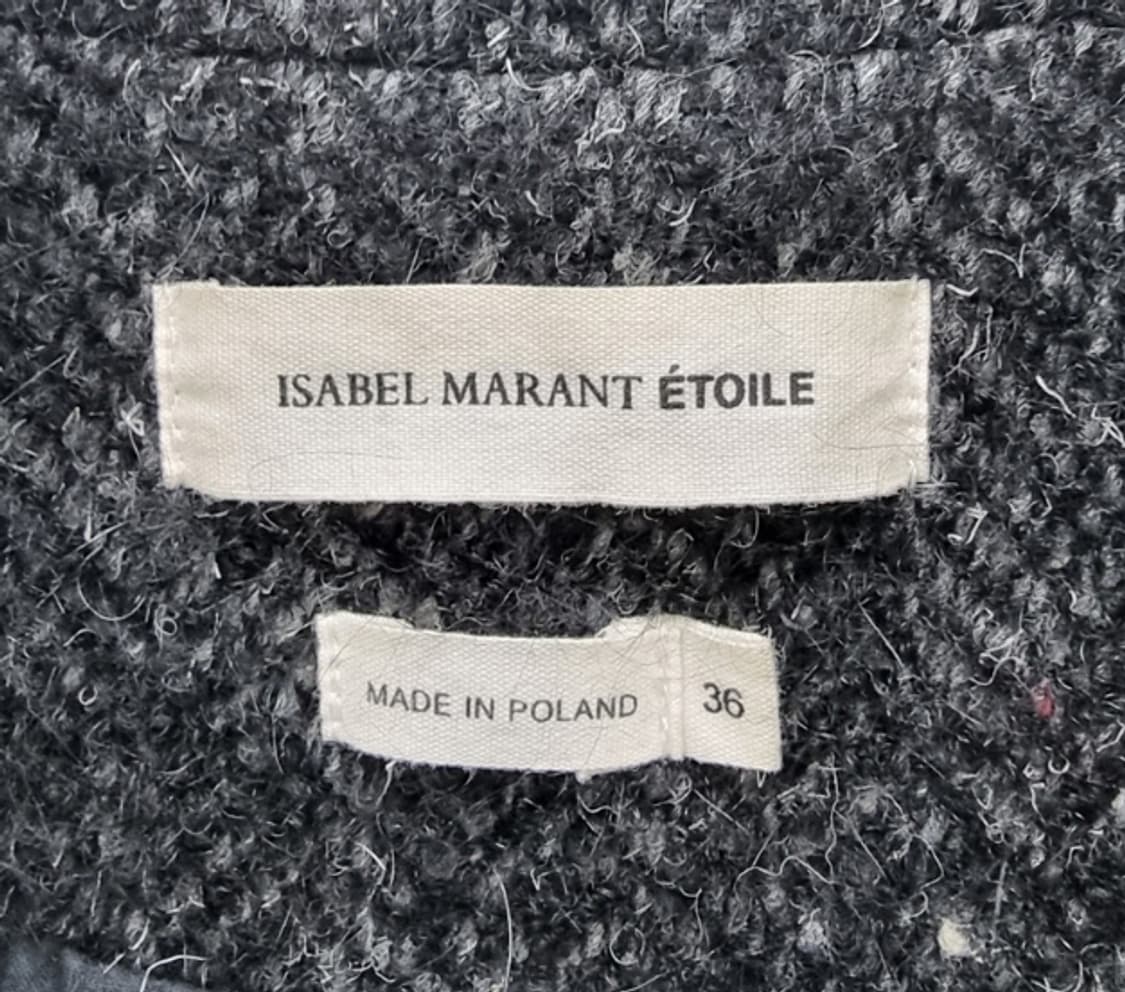 ISABEL MARANT ÉTOILE
MADE IN POLAND 36